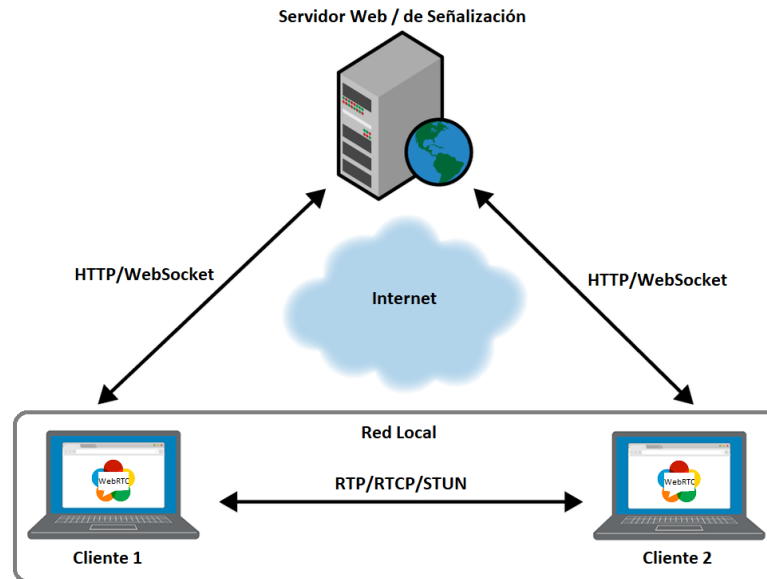 Servidor Web / de Señalización
HTTP/WebSocket
HTTP/WebSocket
Internet
Red Local
WebRTC
WebRTC
RTP/RTCP/STUN
Cliente 1
Cliente 2